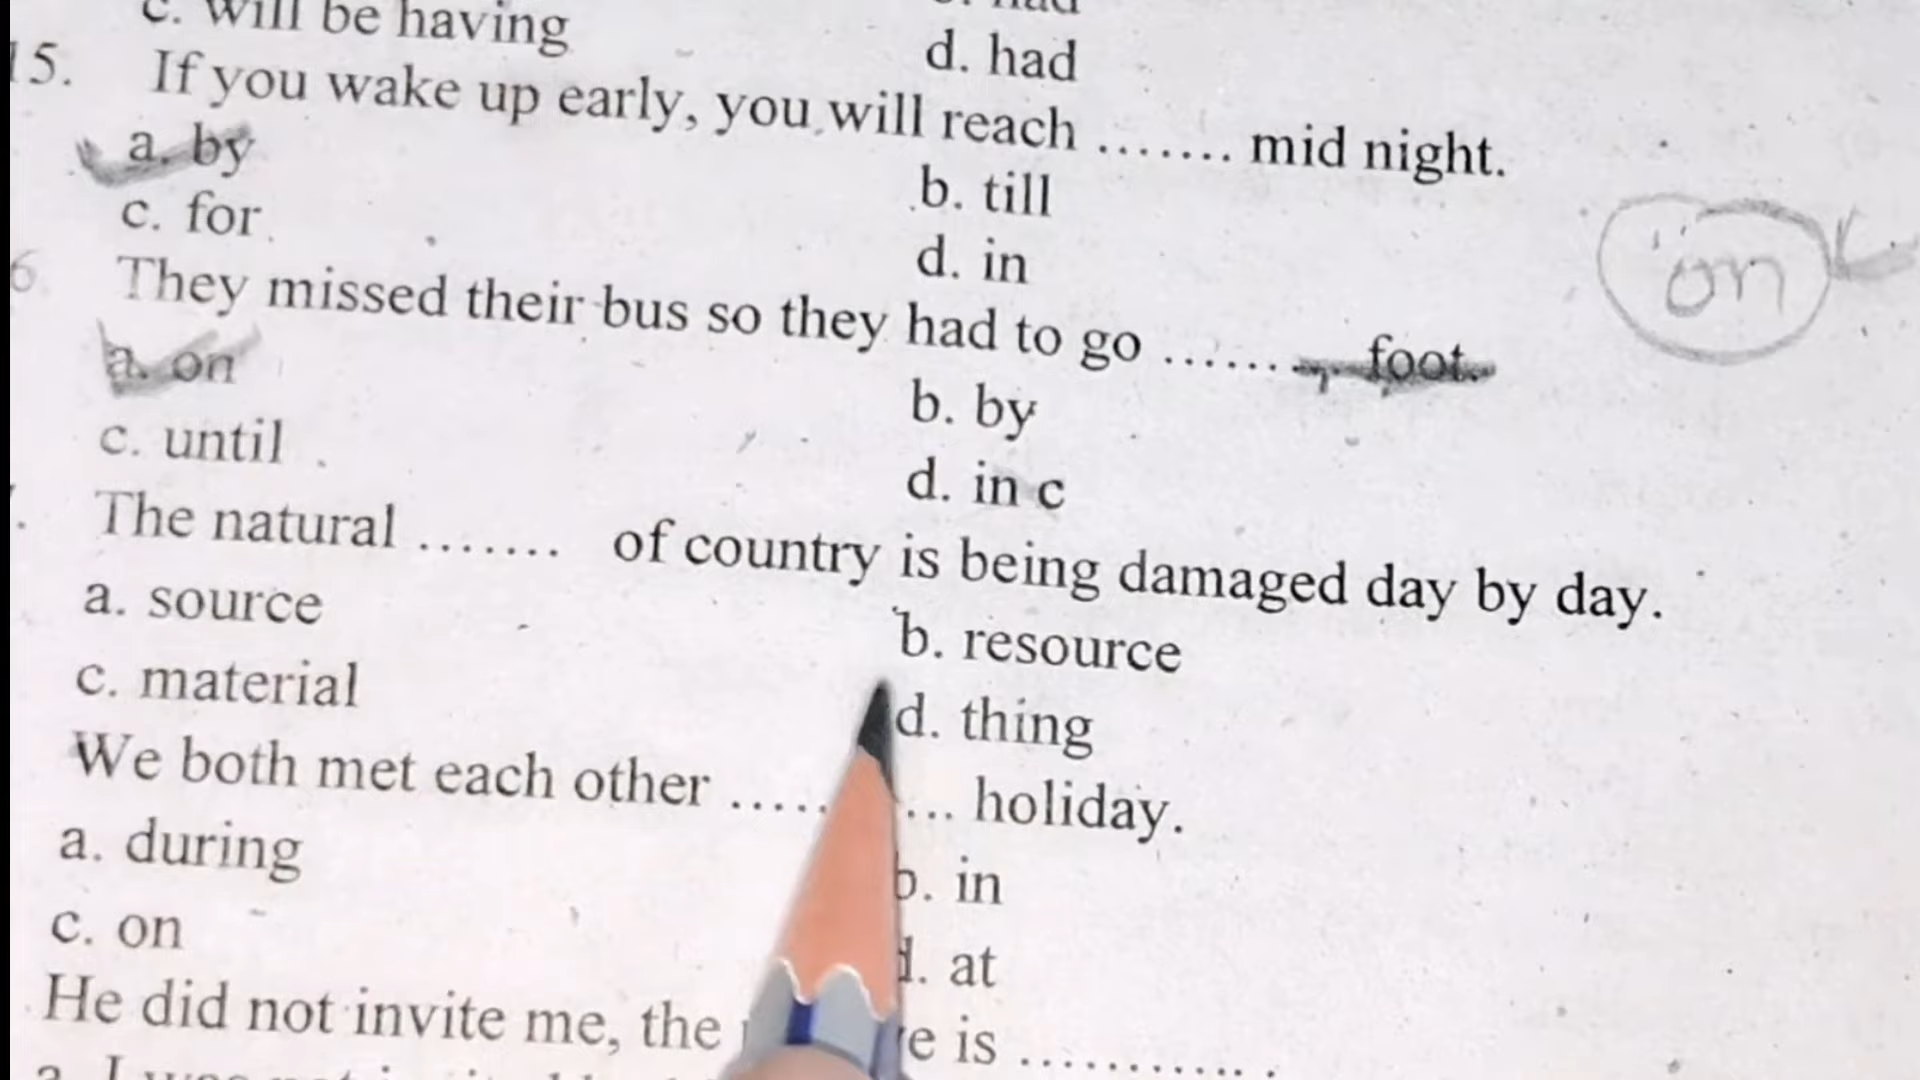 c. will be having
d. had
15. If you wake up early, you will reach ....... mid night.
a. by
b. till
c. for
d. in
on
6. They missed their bus so they had to go ....... foot.
a. on
b. by
c. until
d. in c
. The natural ....... of country is being damaged day by day.
a. source
b. resource
c. material
d. thing
We both met each other ..... ... holiday.
a. during
b. in
c. on
d. at
He did not invite me, the
e is ............